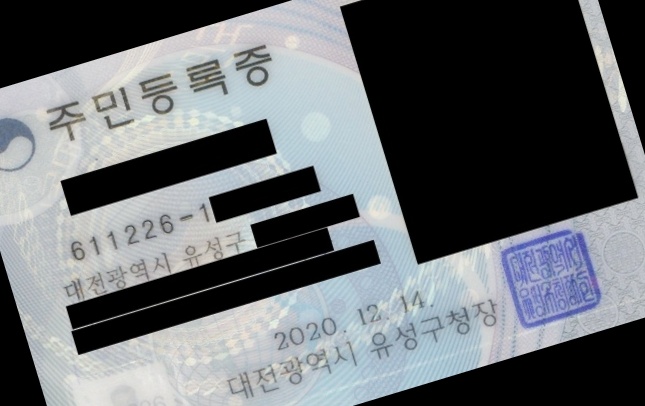 주민등록증
611226-1
대전광역시 유성구
2020. 12. 14.
대전광역시 유성구청장